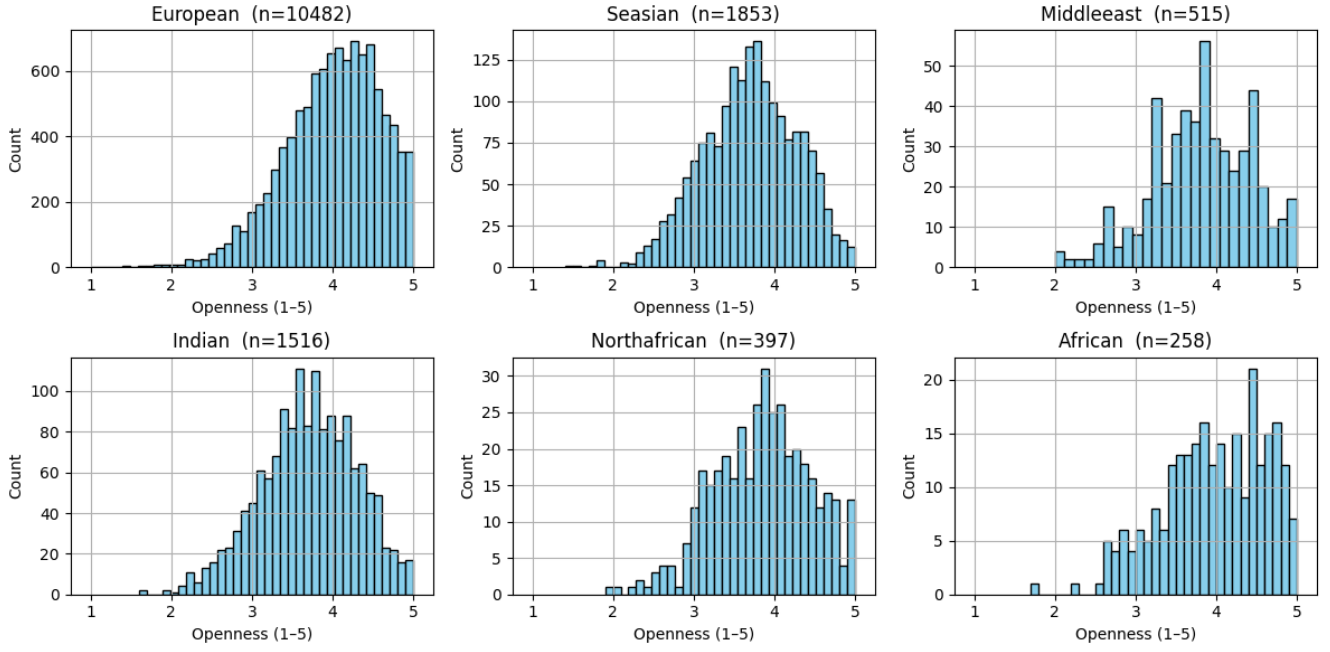 European  (n=10482)
Seasian  (n=1853)
Middleeast  (n=515)
Count
600
400
200
0
1 2 3 4 5
Openness (1–5)
Count
125
100
75
50
25
0
1 2 3 4 5
Openness (1–5)
Count
50
40
30
20
10
0
1 2 3 4 5
Openness (1–5)
Indian  (n=1516)
Northafrican  (n=397)
African  (n=258)
Count
100
80
60
40
20
0
1 2 3 4 5
Openness (1–5)
Count
30
25
20
15
10
5
0
1 2 3 4 5
Openness (1–5)
Count
20
15
10
5
0
1 2 3 4 5
Openness (1–5)